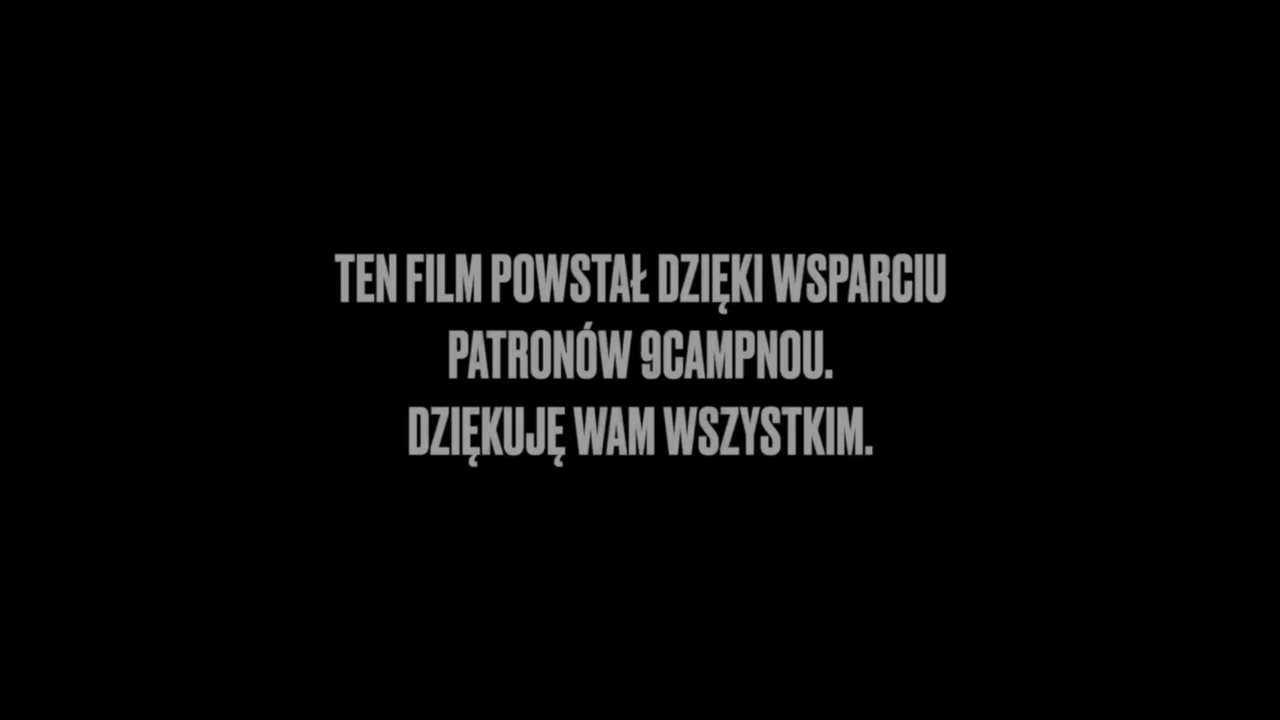 TEN FILM POWSTAŁ DZIĘKI WSPARCIU
PATRONÓW 9CAMPNOU.
DZIĘKUJĘ WAM WSZYSTKIM.